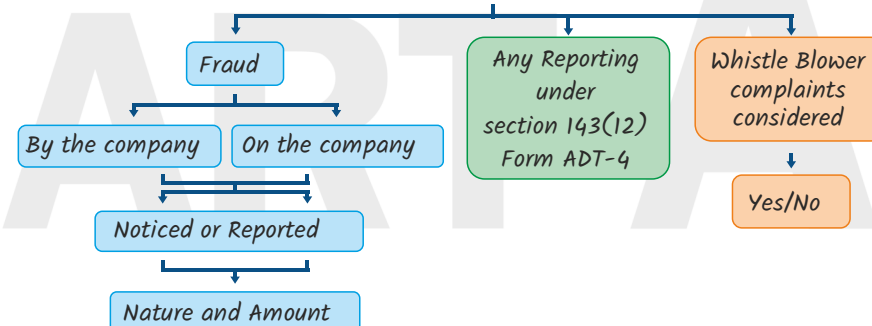 Fraud
By the company
On the company
Noticed or Reported
Nature and Amount
Any Reporting
under
section 143(12)
Form ADT-4
Whistle Blower
complaints
considered
Yes/No
ART A